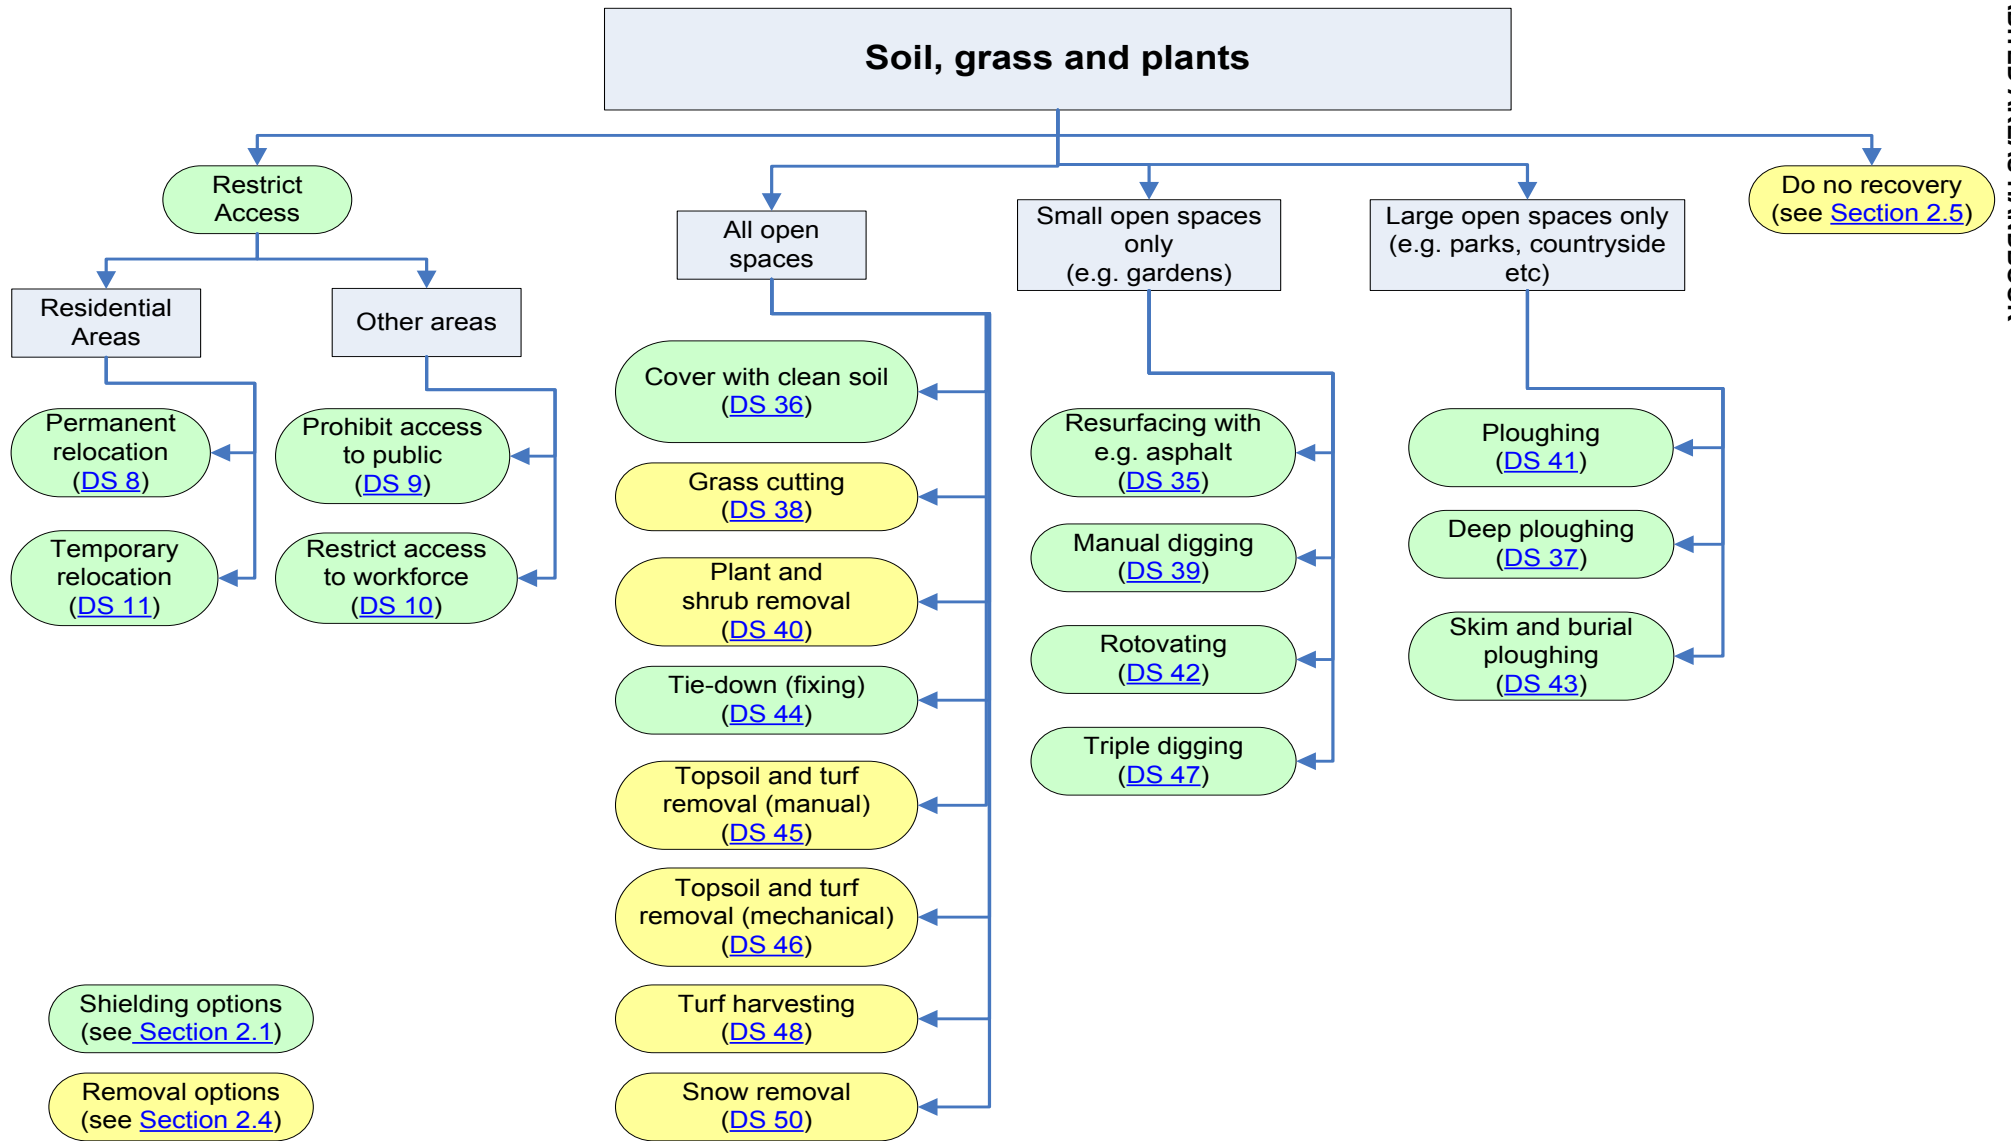 Soil, grass and plants
Restrict
Access
Do no recovery
(see Section 2.5)
All open
spaces
Small open spaces
only
(e.g. gardens)
Large open spaces only
(e.g. parks, countryside
etc)
Residential
Areas
Other areas
Permanent
relocation
(DS 8)
Temporary
relocation
(DS 11)
Prohibit access
to public
(DS 9)
Restrict access
to workforce
(DS 10)
Cover with clean soil
(DS 36)
Grass cutting
(DS 38)
Plant and
shrub removal
(DS 40)
Tie-down (fixing)
(DS 44)
Topsoil and turf
removal (manual)
(DS 45)
Topsoil and turf
removal (mechanical)
(DS 46)
Turf harvesting
(DS 48)
Snow removal
(DS 50)
Resurfacing with
e.g. asphalt
(DS 35)
Manual digging
(DS 39)
Rotovating
(DS 42)
Triple digging
(DS 47)
Ploughing
(DS 41)
Deep ploughing
(DS 37)
Skim and burial
ploughing
(DS 43)
Shielding options
(see Section 2.1)
Removal options
(see Section 2.4)